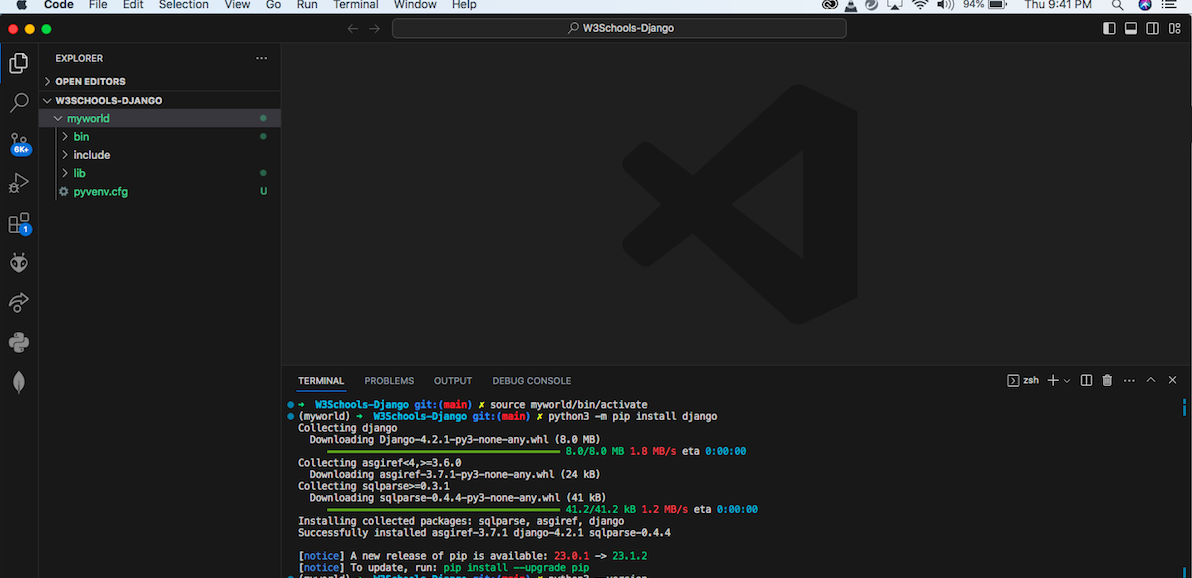 Code File Edit Selection View Go Run Terminal Window Help 94% Thu 9:41 PM
W3Schools-Django
EXPLORER
OPEN EDITORS
W3SCHOOLS-DJANGO
myworld
bin
include
lib
pyvenv.cfg U
6K+
1
TERMINAL PROBLEMS OUTPUT DEBUG CONSOLE zsh
➜ W3Schools-Django git:(main) ✗ source myworld/bin/activate
(myworld) ➜ W3Schools-Django git:(main) ✗ python3 -m pip install django
Collecting django
Downloading Django-4.2.1-py3-none-any.whl (8.0 MB)
8.0/8.0 MB 1.8 MB/s eta 0:00:00
Collecting asgiref<4,>=3.6.0
Downloading asgiref-3.7.1-py3-none-any.whl (24 kB)
Collecting sqlparse>=0.3.1
Downloading sqlparse-0.4.4-py3-none-any.whl (41 kB)
41.2/41.2 kB 1.2 MB/s eta 0:00:00
Installing collected packages: sqlparse, asgiref, django
Successfully installed asgiref-3.7.1 django-4.2.1 sqlparse-0.4.4
[notice] A new release of pip is available: 23.0.1 -> 23.1.2
[notice] To update, run: pip install --upgrade pip
(myworld) ➜ W3Schools-Django git:(main) ✗ python3 --version